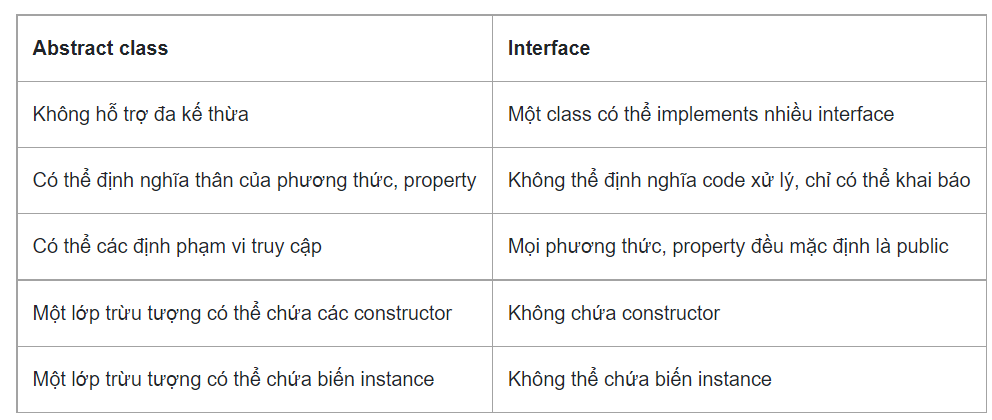 Abstract class Interface
Không hỗ trợ đa kế thừa Một class có thể implements nhiều interface
Có thể định nghĩa thân của phương thức, property Không thể định nghĩa code xử lý, chỉ có thể khai báo
Có thể các định phạm vi truy cập Mọi phương thức, property đều mặc định là public
Một lớp trừu tượng có thể chứa các constructor Không chứa constructor
Một lớp trừu tượng có thể chứa biến instance Không thể chứa biến instance